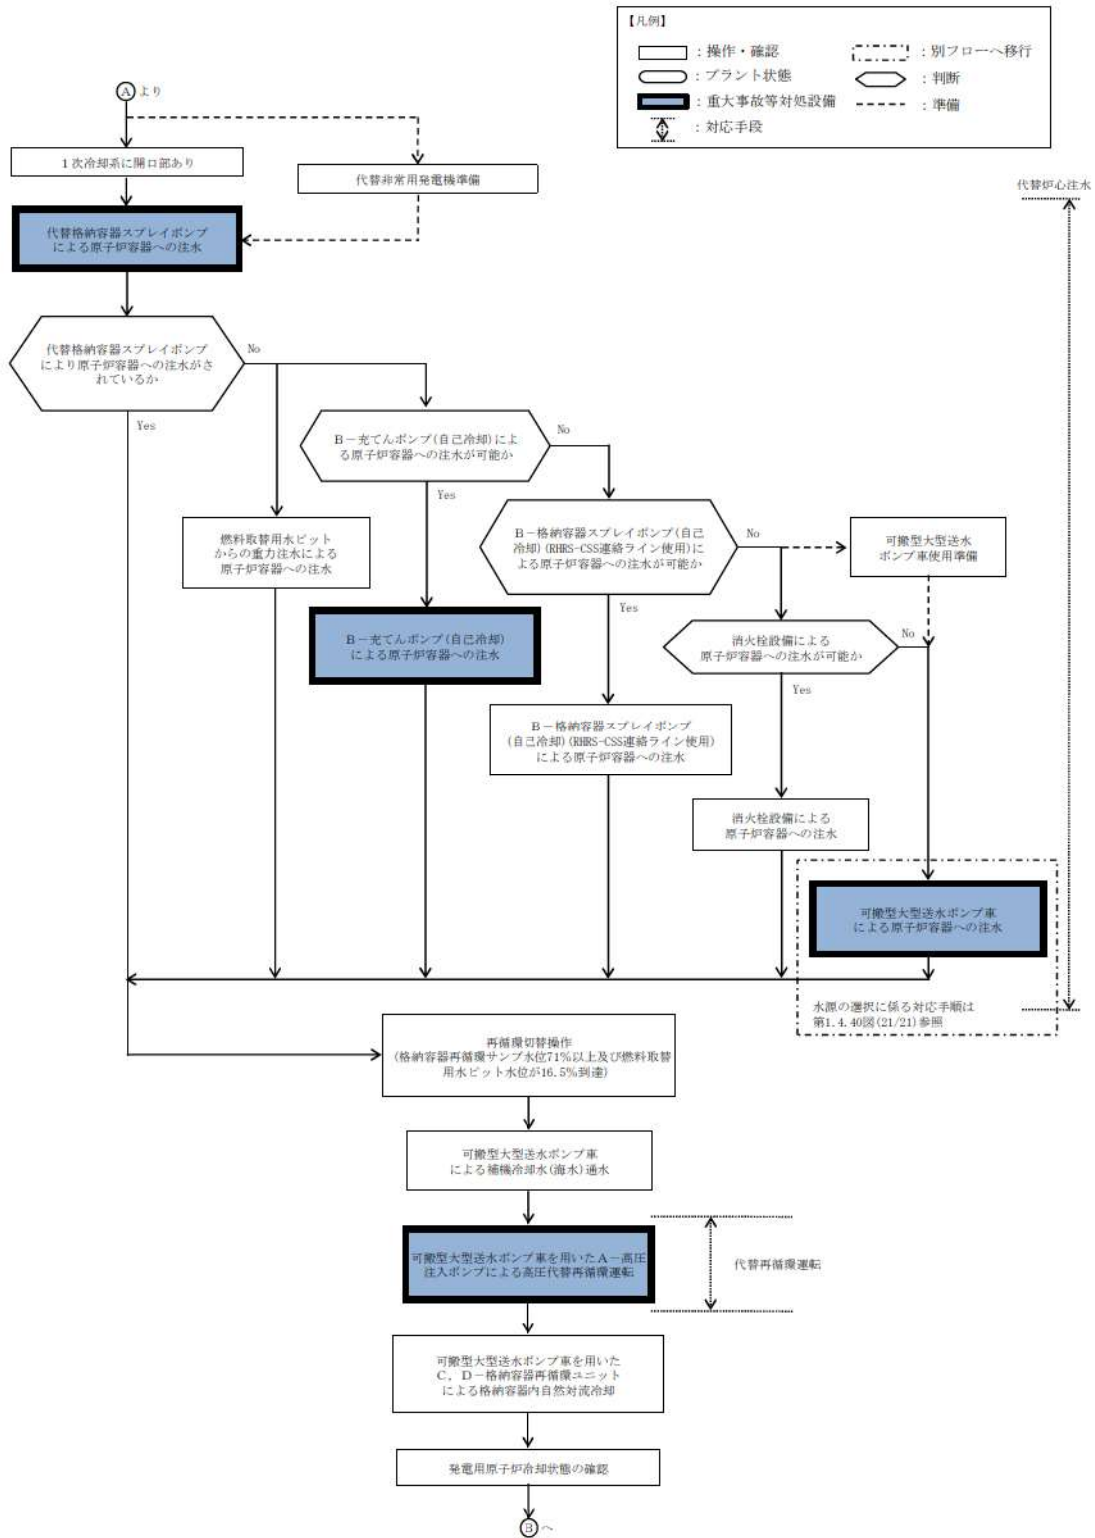 【凡例】
：操作・確認
：別フローへ移行
：プラント状態
：判断
：重大事故等対処設備
：準備
：対応手段
Ⓐより
1次冷却系に開口部あり
代替非常用発電機準備
代替炉心注水
代替格納容器スプレイポンプ
による原子炉容器への注水
代替格納容器スプレイポンプ
により原子炉容器への注水がさ
れているか
No
Yes
B－充てんポンプ(自己冷却)によ
る原子炉容器への注水が可能か
No
Yes
燃料取替用水ピット
からの重力注水による
原子炉容器への注水
B－格納容器スプレイポンプ(自己
冷却)(RHRS-CSS連絡ライン使用)に
よる原子炉容器への注水が可能か
No
Yes
可搬型大型送水
ポンプ車使用準備
B－充てんポンプ(自己冷却)
による原子炉容器への注水
消火栓設備による
原子炉容器への注水が可能か
No
Yes
B－格納容器スプレイポンプ
(自己冷却)(RHRS-CSS連絡ライン使用)
による原子炉容器への注水
消火栓設備による
原子炉容器への注水
可搬型大型送水ポンプ車
による原子炉容器への注水
水源の選択に係る対応手順は
第1.4.40図(21/21)参照
再循環切替操作
(格納容器再循環サンプ水位71%以上及び燃料取替
用水ピット水位が16.5%到達)
可搬型大型送水ポンプ車
による補機冷却水(海水)通水
可搬型大型送水ポンプ車を用いたA－高圧
注入ポンプによる高圧代替再循環運転
代替再循環運転
可搬型大型送水ポンプ車を用いた
C，D－格納容器再循環ユニット
による格納容器内自然対流冷却
発電用原子炉冷却状態の確認
Ⓑへ